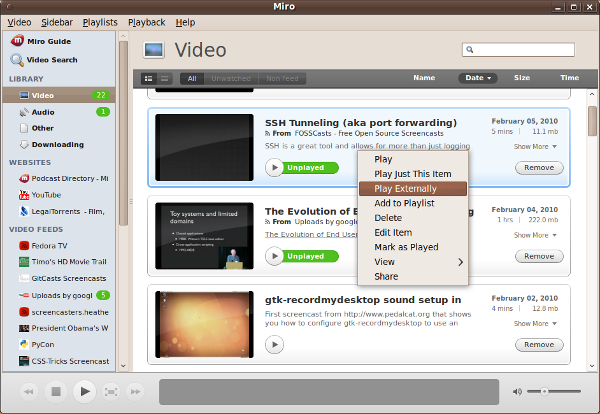 Miro
Video Sidebar Playlists Playback Help
Miro Guide
Video Search
LIBRARY
Video 22
Audio 1
Other
Downloading
WEBSITES
Podcast Directory - Mi
YouTube
LegalTorrents - Film,
VIDEO FEEDS
Fedora TV
Timo's HD Movie Trail
GitCasts Screencasts
Uploads by googl 5
screencasters.heathe
President Obama's W
PyCon
CSS-Tricks Screencast
Video
All Unwatched Non Feed
Name Date Size Time
SSH Tunneling (aka port forwarding)
From FOSSCasts - Free Open Source Screencasts
SSH is a great tool and allows for more than just logging
Unplayed
February 05, 2010
5 mins 11.1 mb
Show More
Remove
Play
Play Just This Item
Play Externally
Add to Playlist
Delete
Edit Item
Mark as Played
View
Share
Toy systems and limited
domains
The Evolution of E
g
From Uploads by google
The Evolution of End User
Unplayed
February 04, 2010
1 hrs 222.0 mb
Show More
Remove
gtk-recordmydesktop sound setup in
First screencast from http://www.pedalcat.org that shows
you how to configure gtk-recordmydesktop to use an
February 02, 2010
4 mins 12.8 mb
Show More
Remove